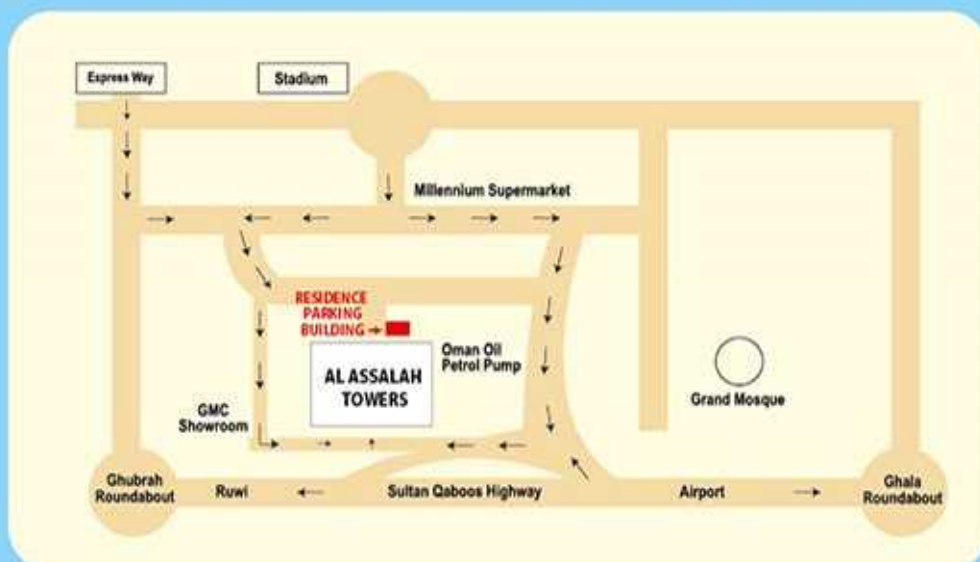 Express Way
Stadium
Millennium Supermarket
RESIDENCE
PARKING
BUILDING
Oman Oil
Petrol Pump
AL ASSALAH
TOWERS
Grand Mosque
GMC
Showroom
Ghubrah
Roundabout
Ruwi
Sultan Qaboos Highway
Airport
Ghala
Roundabout